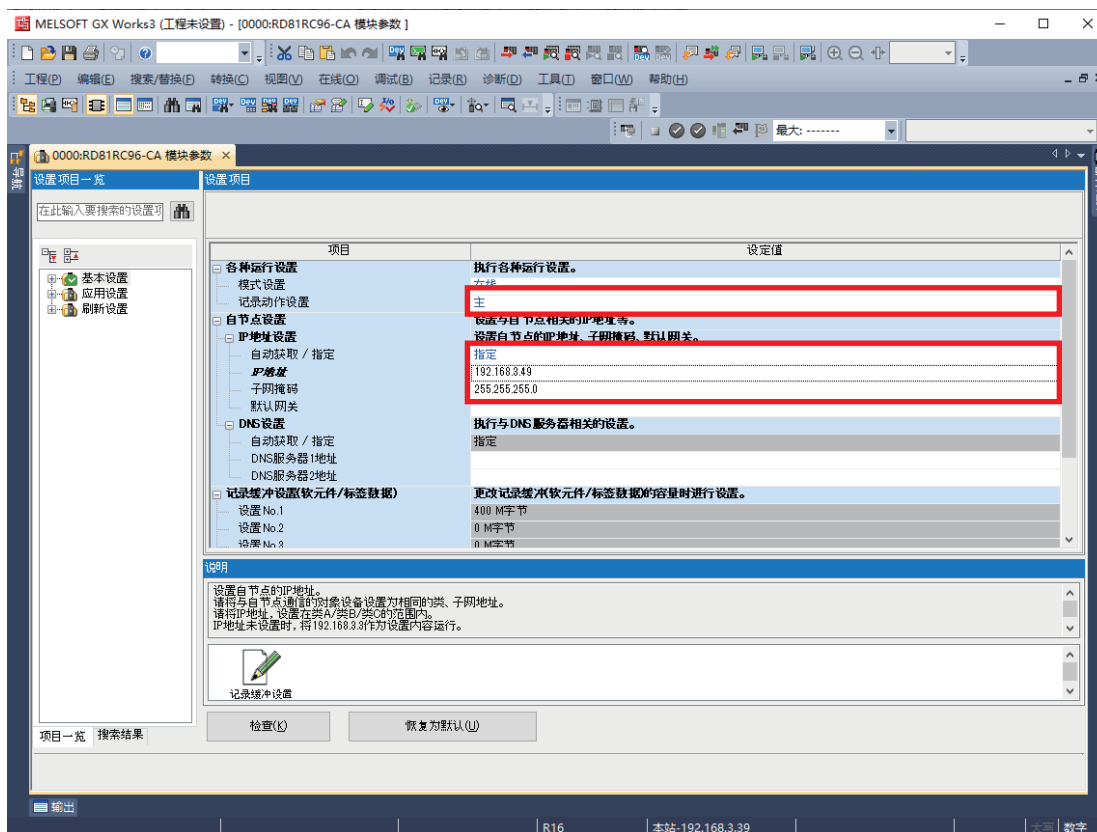 MELSOFT GX Works3 (工程未设置) - [0000:RD81RC96-CA 模块参数 ]
工程(P) 编辑(E) 搜索/替换(F) 转换(C) 视图(V) 在线(O) 调试(B) 记录(R) 诊断(D) 工具(T) 窗口(W) 帮助(H)
最大: -------
导航
0000:RD81RC96-CA 模块参数
设置项目一览
设置项目
在此输入要搜索的设置项
基本设置
应用设置
刷新设置
项目 设定值
各种运行设置 执行各种运行设置。
模式设置 在线
记录动作设置 主
自节点设置 设置与自节点相关的IP地址等。
IP地址设置 设置自节点的IP地址、子网掩码、默认网关。
自动获取 / 指定 指定
IP地址 192.168.3.49
子网掩码 255.255.255.0
默认网关
DNS设置 执行与DNS服务器相关的设置。
自动获取 / 指定 指定
DNS服务器1地址
DNS服务器2地址
记录缓冲设置(软元件/标签数据) 更改记录缓冲(软元件/标签数据)的容量时进行设置。
设置No.1 400 M字节
设置No.2 0 M字节
设置No.3 0 M字节
说明
设置自节点的IP地址。
请将与自节点通信的对象设备设置为相同的类、子网地址。
请将IP地址, 设置在类A/类B/类C的范围内。
IP地址未设置时, 将192.168.3.3作为设置内容运行。
记录缓冲设置
项目一览 搜索结果
检查(K) 恢复为默认(U)
输出
R16 本站-192.168.3.39 大写 数字